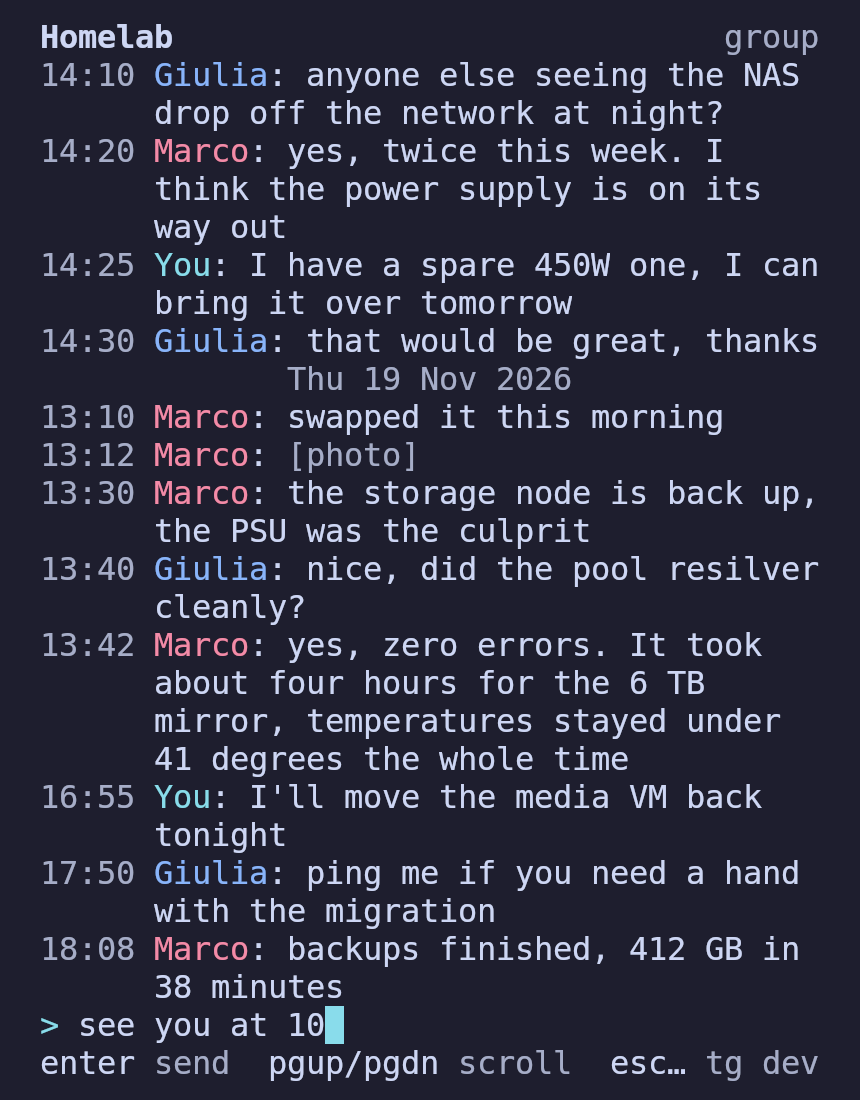 Homelab group
14:10 Giulia: anyone else seeing the NAS
drop off the network at night?
14:20 Marco: yes, twice this week. I
think the power supply is on its
way out
14:25 You: I have a spare 450W one, I can
bring it over tomorrow
14:30 Giulia: that would be great, thanks
Thu 19 Nov 2026
13:10 Marco: swapped it this morning
13:12 Marco: [photo]
13:30 Marco: the storage node is back up,
the PSU was the culprit
13:40 Giulia: nice, did the pool resilver
cleanly?
13:42 Marco: yes, zero errors. It took
about four hours for the 6 TB
mirror, temperatures stayed under
41 degrees the whole time
16:55 You: I'll move the media VM back
tonight
17:50 Giulia: ping me if you need a hand
with the migration
18:08 Marco: backups finished, 412 GB in
38 minutes
> see you at 10
enter send pgup/pgdn scroll esc… tg dev